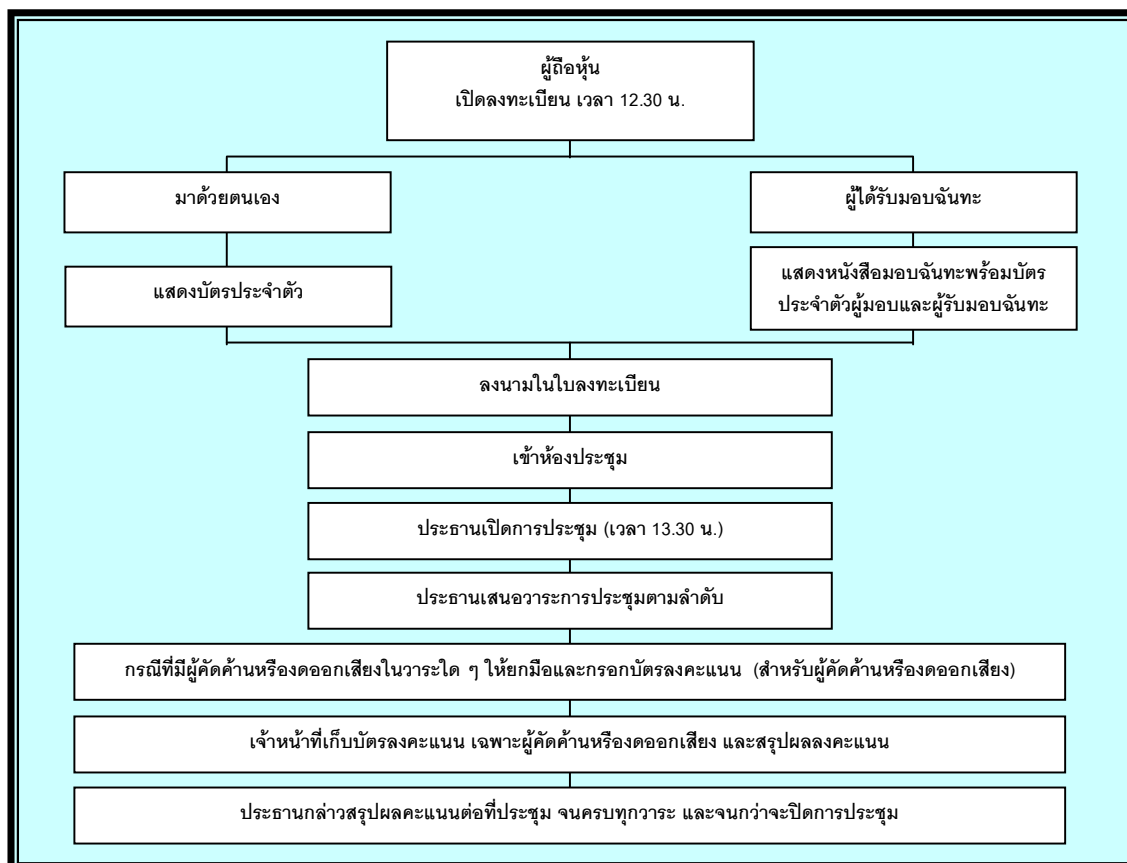 ผู้ถือหุ้น
เปิดลงทะเบียน เวลา 12.30 น.
มาด้วยตนเอง
ผู้ได้รับมอบฉันทะ
แสดงบัตรประจำตัว
แสดงหนังสือมอบฉันทะพร้อมบัตร
ประจำตัวผู้มอบและผู้รับมอบฉันทะ
ลงนามในใบลงทะเบียน
เข้าห้องประชุม
ประธานเปิดการประชุม (เวลา 13.30 น.)
ประธานเสนอวาระการประชุมตามลำดับ
กรณีที่มีผู้คัดค้านหรืองดออกเสียงในวาระใด ๆ ให้ยกมือและกรอกบัตรลงคะแนน (สำหรับผู้คัดค้านหรืองดออกเสียง)
เจ้าหน้าที่เก็บบัตรลงคะแนน เฉพาะผู้คัดค้านหรืองดออกเสียง และสรุปผลลงคะแนน
ประธานกล่าวสรุปผลคะแนนต่อที่ประชุม จนครบทุกวาระ และจนกว่าจะปิดการประชุม